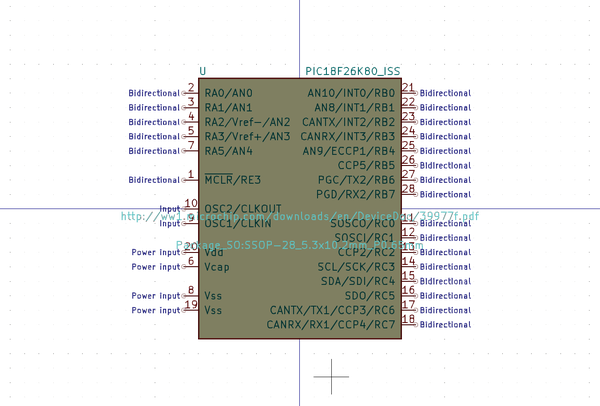 U PIC18F26K80_ISS
Bidirectional 2 RA0/AN0 AN10/INT0/RB0 21 Bidirectional
Bidirectional 3 RA1/AN1 AN8/INT1/RB1 22 Bidirectional
Bidirectional 4 RA2/Vref-/AN2 CANTX/INT2/RB2 23 Bidirectional
Bidirectional 5 RA3/Vref+/AN3 CANRX/INT3/RB3 24 Bidirectional
Bidirectional 7 RA5/AN4 AN9/ECCP1/RB4 25 Bidirectional
CCP5/RB5 26 Bidirectional
Bidirectional 1 MCLR/RE3 PGC/TX2/RB6 27 Bidirectional
PGD/RX2/RB7 28 Bidirectional
Input 10 OSC2/CLKOUT
http://ww1.microchip.com/downloads/en/DeviceDoc/39977f.pdf
Input 9 OSC1/CLKIN SOSCO/RC0 11 Bidirectional
SOSCI/RC1 12 Bidirectional
Package_SO:SSOP-28_5.3x10.2mm_P0.65mm
Power input 20 Vdd CCP2/RC2 13 Bidirectional
Power input 6 Vcap SCL/SCK/RC3 14 Bidirectional
SDA/SDI/RC4 15 Bidirectional
Power input 8 Vss SDO/RC5 16 Bidirectional
Power input 19 Vss CANTX/TX1/CCP3/RC6 17 Bidirectional
CANRX/RX1/CCP4/RC7 18 Bidirectional